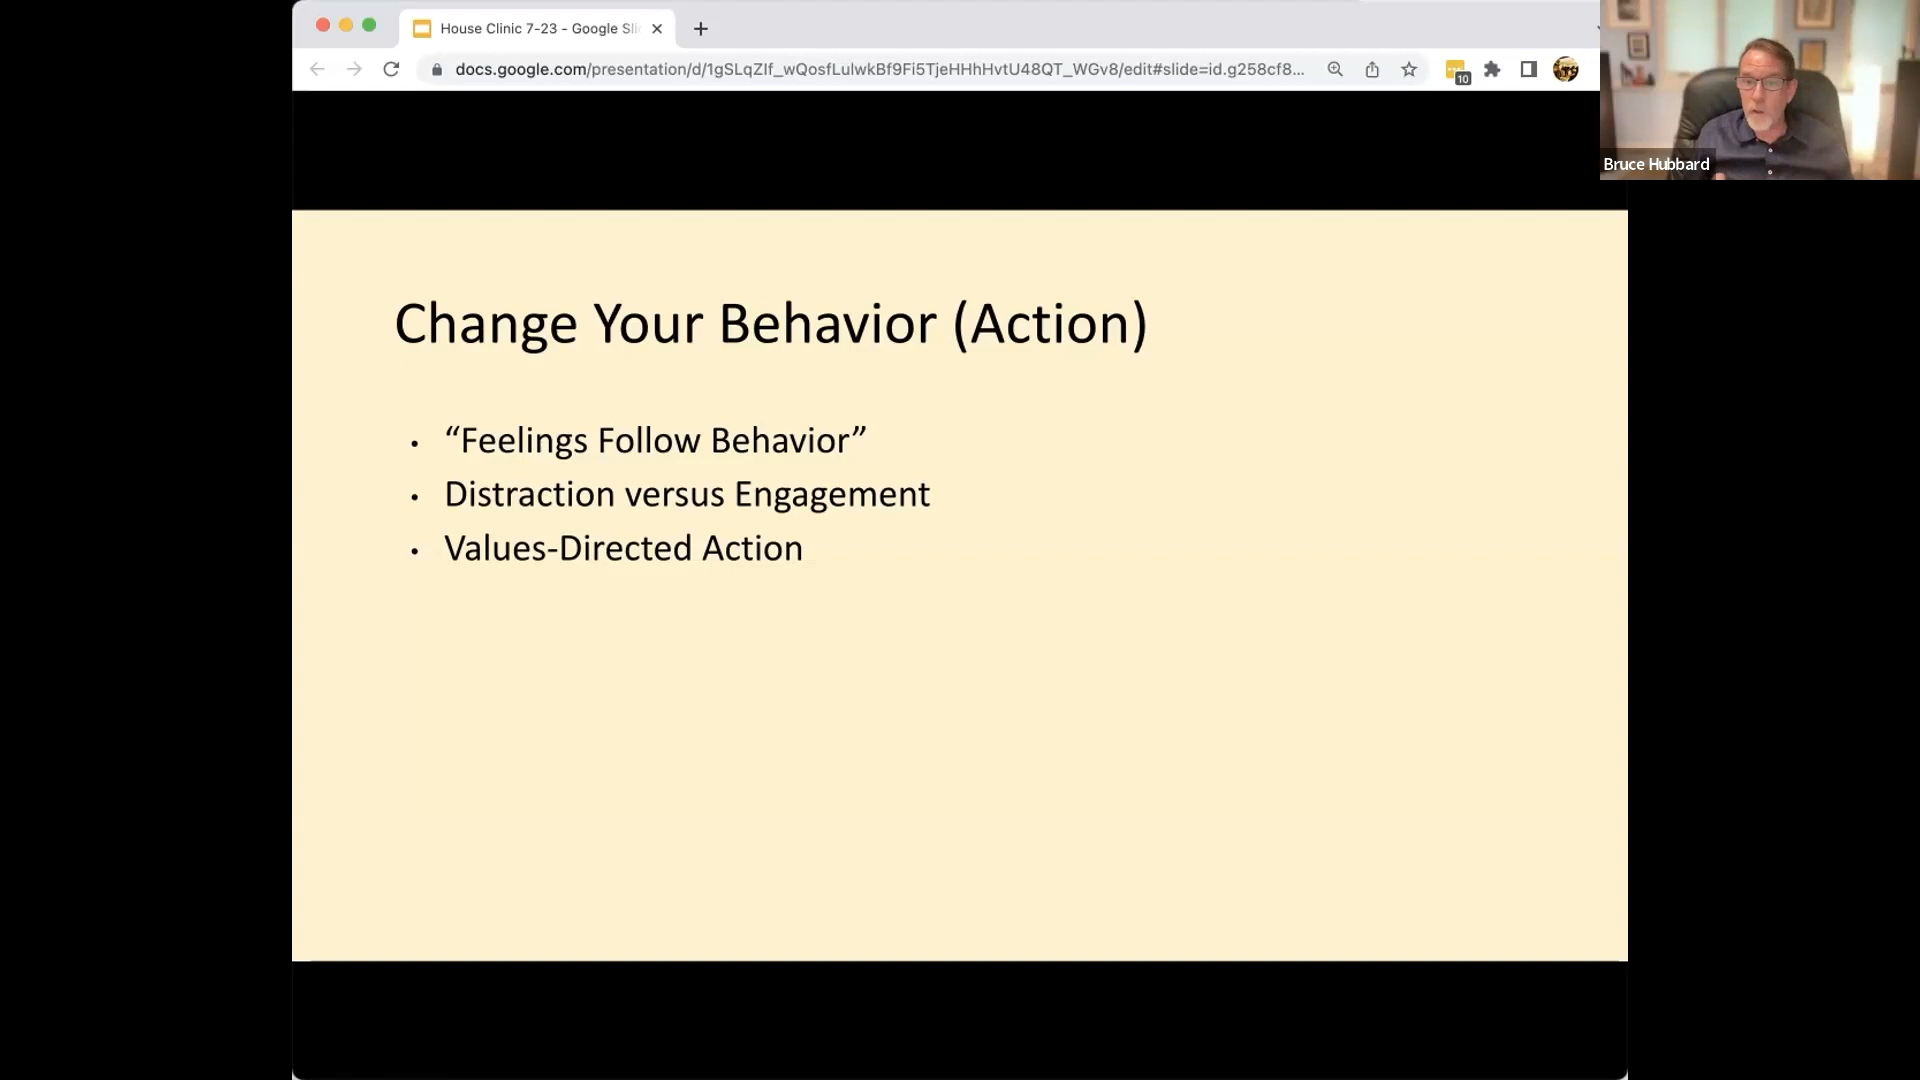 House Clinic 7-23 - Google Sli
docs.google.com/presentation/d/1gSLqZIf_wQosfLulwkBf9Fi5TjeHHhHvtU48QT_WGv8/edit#slide=id.g258cf8...
10
Bruce Hubbard
Change Your Behavior (Action)
• “Feelings Follow Behavior”
• Distraction versus Engagement
• Values-Directed Action